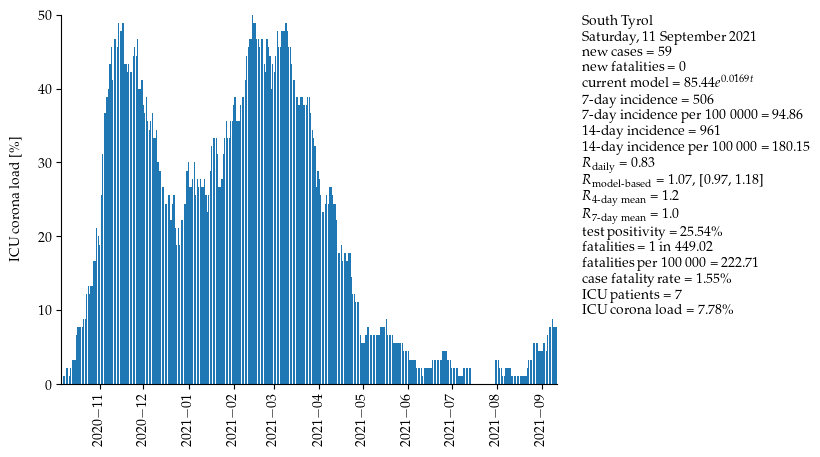 50
40
30
20
10
0
ICU corona load [%]
2020−11
2020−12
2021−01
2021−02
2021−03
2021−04
2021−05
2021−06
2021−07
2021−08
2021−09
South Tyrol
Saturday, 11 September 2021
new cases = 59
new fatalities = 0
current model = 85.44e^0.0169t
7-day incidence = 506
7-day incidence per 100 0000 = 94.86
14-day incidence = 961
14-day incidence per 100 000 = 180.15
R_daily = 0.83
R_model-based = 1.07, [0.97, 1.18]
R_4-day mean = 1.2
R_7-day mean = 1.0
test positivity = 25.54%
fatalities = 1 in 449.02
fatalities per 100 000 = 222.71
case fatality rate = 1.55%
ICU patients = 7
ICU corona load = 7.78%